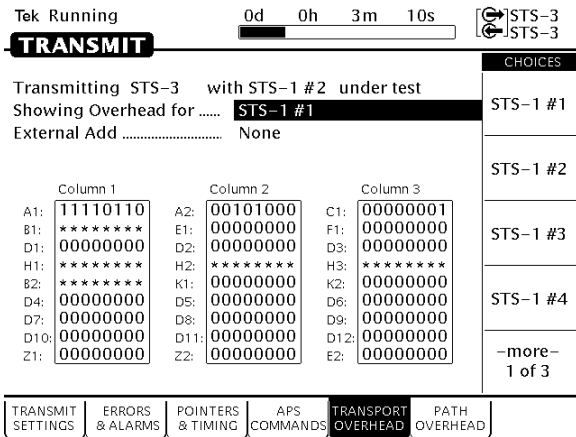 Tek Running 0d 0h 3m 10s STS-3
STS-3
TRANSMIT
CHOICES
Transmitting STS-3 with STS-1 #2 under test
Showing Overhead for ...... STS-1 #1
External Add ............................ None
STS-1 #1
STS-1 #2
STS-1 #3
STS-1 #4
-more-
1 of 3
Column 1 Column 2 Column 3
A1: 11110110 A2: 00101000 C1: 00000001
B1: ******** E1: 00000000 F1: 00000000
D1: 00000000 D2: 00000000 D3: 00000000
H1: ******** H2: ******** H3: ********
B2: ******** K1: 00000000 K2: 00000000
D4: 00000000 D5: 00000000 D6: 00000000
D7: 00000000 D8: 00000000 D9: 00000000
D10: 00000000 D11: 00000000 D12: 00000000
Z1: 00000000 Z2: 00000000 E2: 00000000
TRANSMIT SETTINGS
ERRORS & ALARMS
POINTERS & TIMING
APS COMMANDS
TRANSPORT OVERHEAD
PATH OVERHEAD